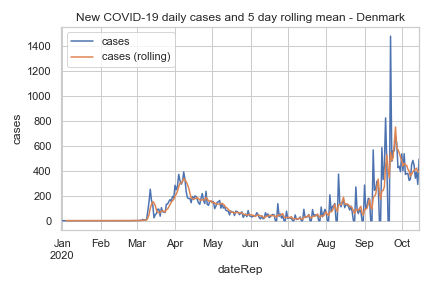 New COVID-19 daily cases and 5 day rolling mean - Denmark
cases
cases (rolling)
1400
1200
1000
800
600
400
200
0
cases
Jan Feb Mar Apr May Jun Jul Aug Sep Oct
2020
dateRep